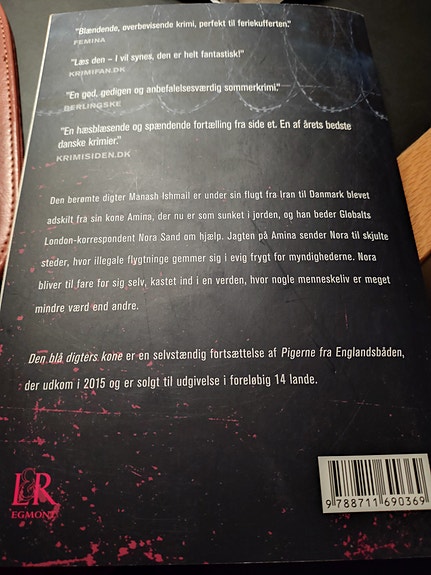 "Blændende, overbevisende krimi, perfekt til feriekufferten."
FEMINA
"Læs den – I vil synes, den er helt fantastisk!"
KRIMIFAN.DK
"En god, gedigen og anbefalelsesværdig sommerkrimi."
BERLINGSKE
"En hæsblæsende og spændende fortælling fra side et. En af årets bedste
danske krimier."
KRIMISIDEN.DK
Den berømte digter Manash Ishmail er under sin flugt fra Iran til Danmark blevet
adskilt fra sin kone Amina, der nu er som sunket i jorden, og han beder Globalts
London-korrespondent Nora Sand om hjælp. Jagten på Amina sender Nora til skjulte
steder, hvor illegale flygtninge gemmer sig i evig frygt for myndighederne. Nora
bliver til fare for sig selv, kastet ind i en verden, hvor nogle menneskeliv er meget
mindre værd end andre.
Den blå digters kone er en selvstændig fortsættelse af Pigerne fra Englandsbåden,
der udkom i 2015 og er solgt til udgivelse i foreløbig 14 lande.
L&R
EGMONT
9 788711 690369